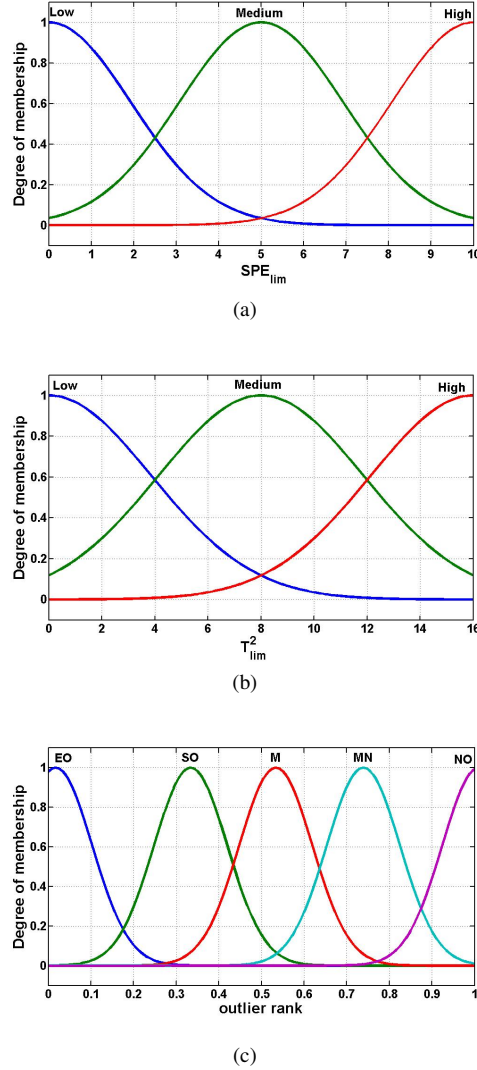 Low Medium High
1
0.8
0.6
0.4
0.2
0
Degree of membership
0 1 2 3 4 5 6 7 8 9 10
SPE_lim
(a)
Low Medium High
1
0.8
0.6
0.4
0.2
0
Degree of membership
0 2 4 6 8 10 12 14 16
T²_lim
(b)
EO SO M MN NO
1
0.8
0.6
0.4
0.2
0
Degree of membership
0 0.1 0.2 0.3 0.4 0.5 0.6 0.7 0.8 0.9 1
outlier rank
(c)